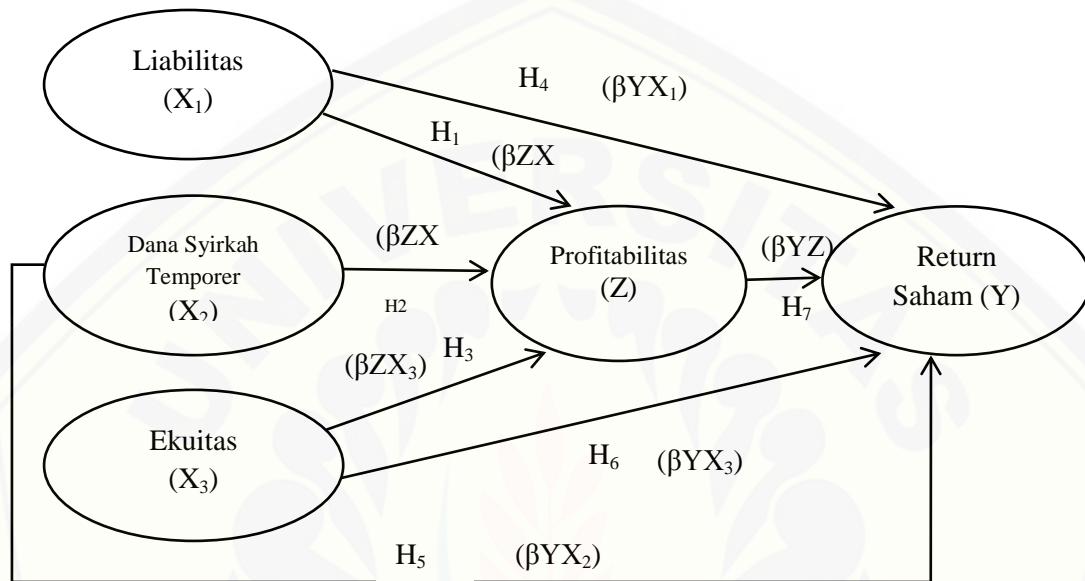 Liabilitas
(X₁)
H₄ (βYX₁)
H₁ (βZX
Dana Syirkah
Temporer
(X₂)
(βZX
H2
Profitabilitas
(Z)
(βYZ)
H₇
Return
Saham (Y)
(βZX₃) H₃
Ekuitas
(X₃)
H₆ (βYX₃)
H₅ (βYX₂)
UNIVERSITAS